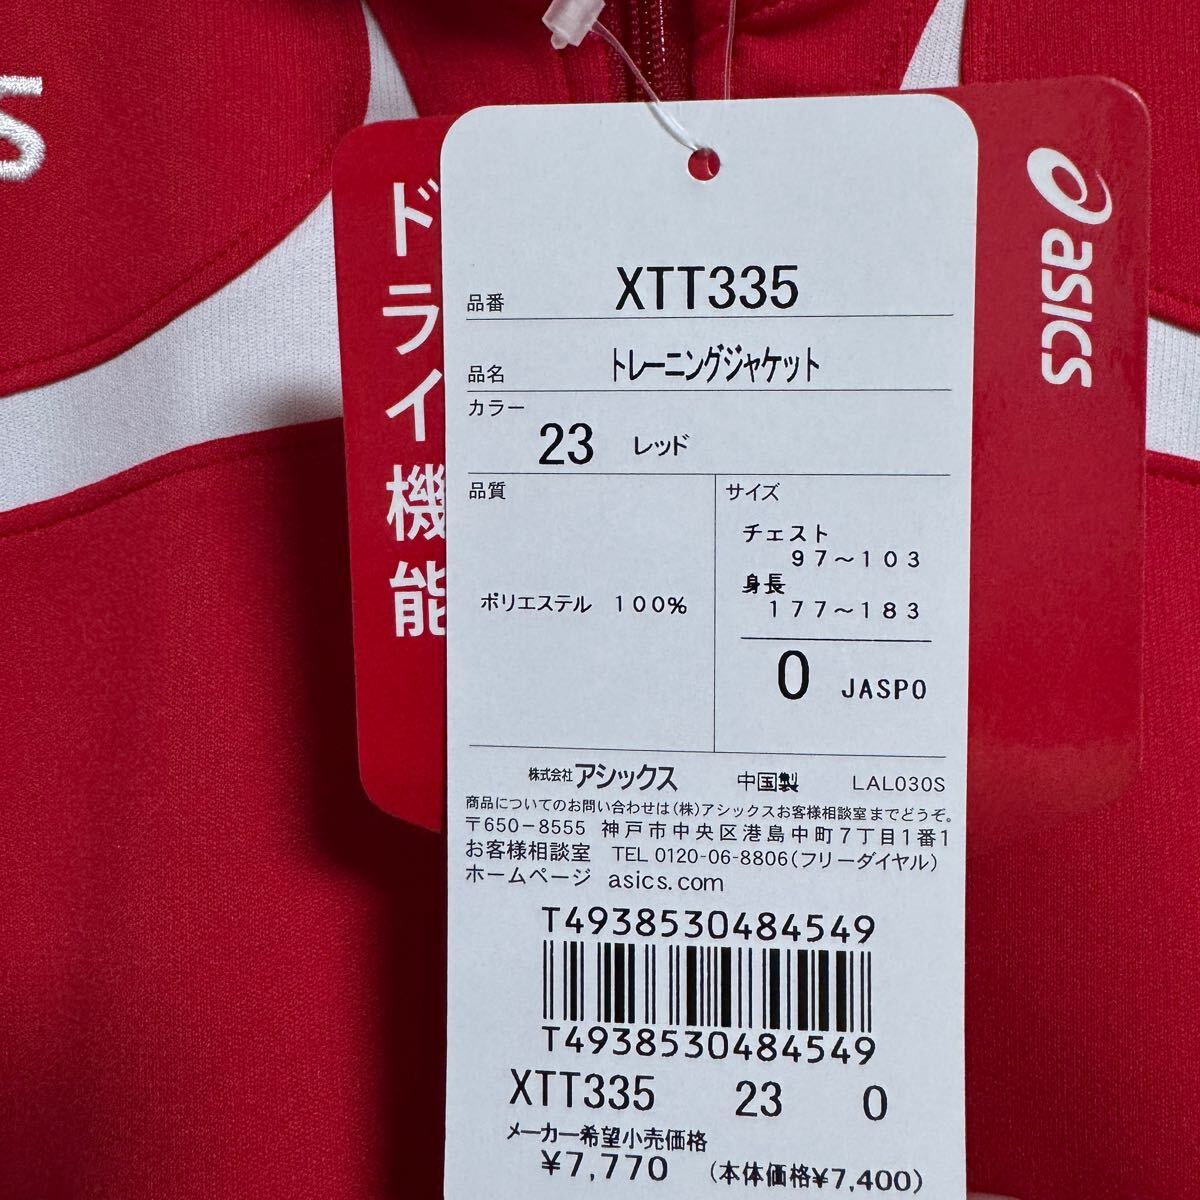 S
ドライ機能
asics
品番 XTT335
品名 トレーニングジャケット
カラー
23 レッド
品質
ポリエステル 100%
サイズ
チェスト
97~103
身長
177~183
O JASPO
株式会社アシックス 中国製 LAL030S
商品についてのお問い合わせは(株)アシックスお客様相談室までどうぞ。
〒650-8555 神戸市中央区港島中町7丁目1番1
お客様相談室 TEL 0120-06-8806(フリーダイヤル)
ホームページ asics.com
T4938530484549
T4938530484549
XTT335 23 O
メーカー希望小売価格
¥7,770 (本体価格¥7,400)